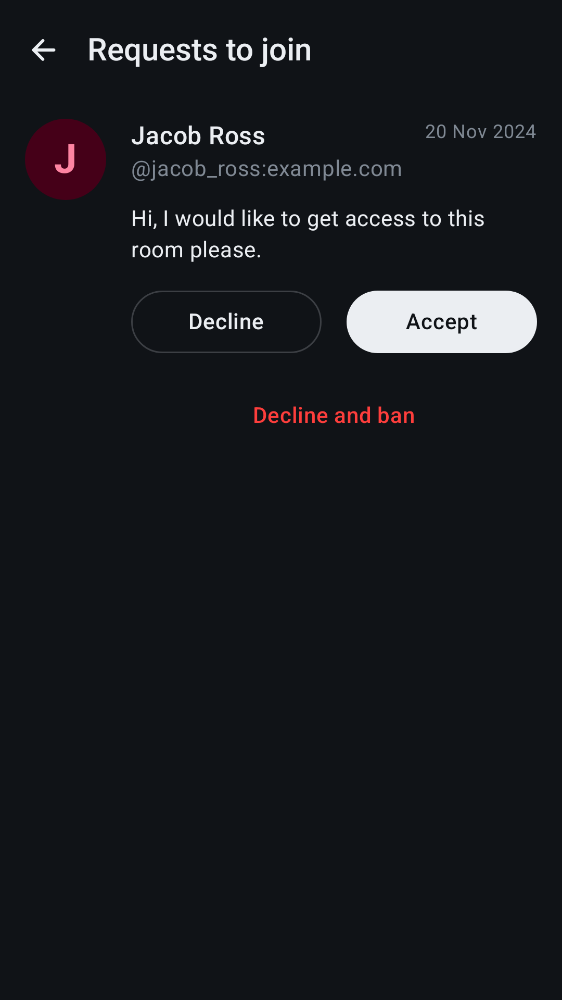 Requests to join
J
Jacob Ross
20 Nov 2024
@jacob_ross:example.com
Hi, I would like to get access to this
room please.
Decline
Accept
Decline and ban